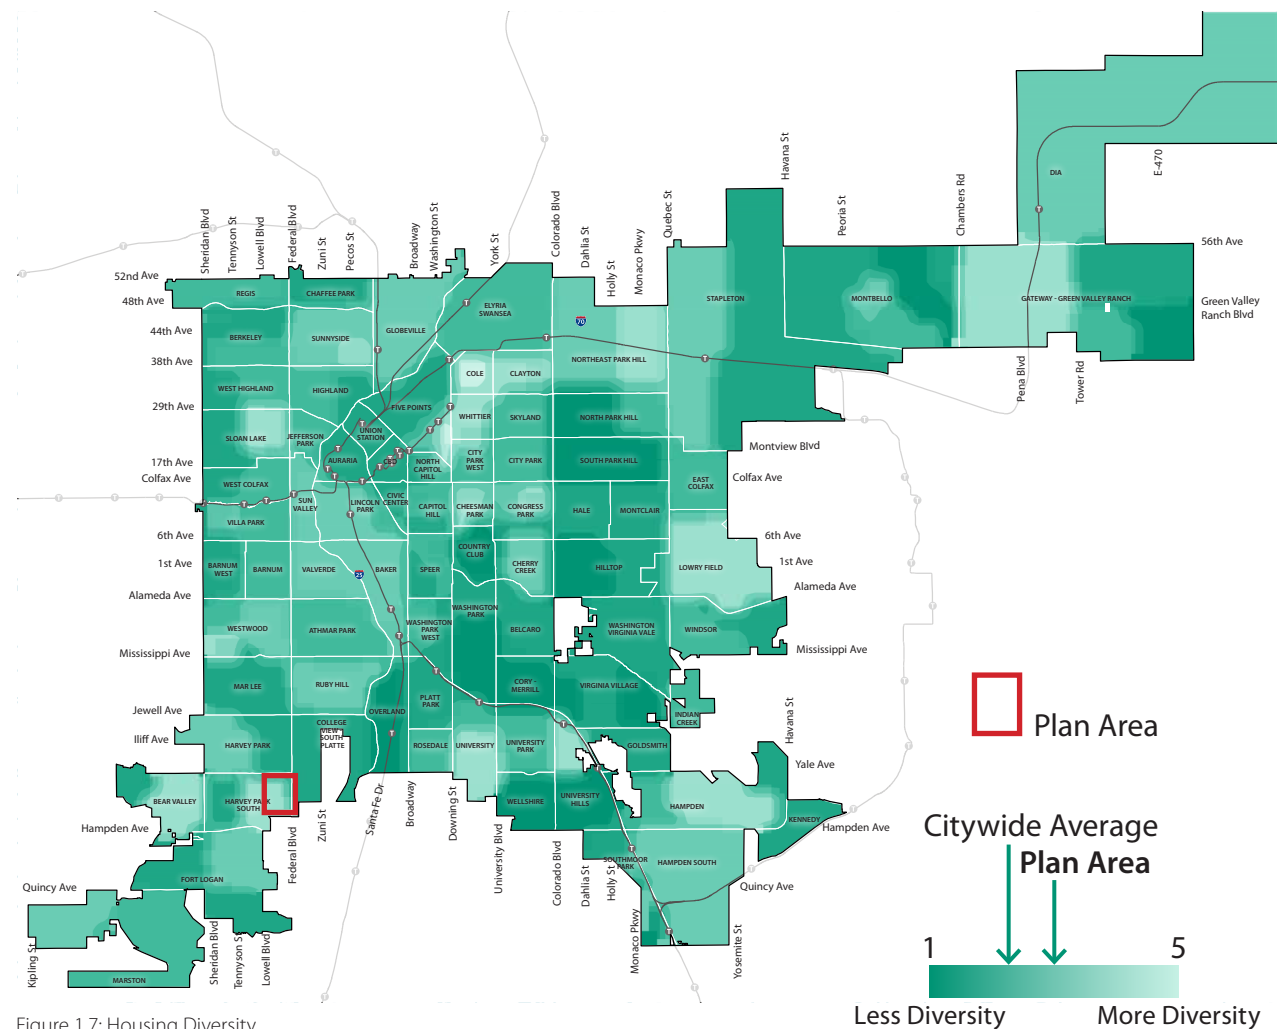 Sheridan Blvd
Tennyson St
Lowell Blvd
Federal Blvd
Zuni St
Pecos St
Broadway
Washington St
York St
Colorado Blvd
Dahlia St
Holly St
Monaco Pkwy
Quebec St
Havana St
Peoria St
Chambers Rd
E-470
DIA
56th Ave
52nd Ave
48th Ave
44th Ave
38th Ave
29th Ave
17th Ave
Colfax Ave
6th Ave
1st Ave
Alameda Ave
Mississippi Ave
Jewell Ave
Iliff Ave
Hampden Ave
Quincy Ave
REGIS
CHAFFEE PARK
BERKELEY
SUNNYSIDE
GLOBEVILLE
ELYRIA
SWANSEA
70
STAPLETON
MONTBELLO
GATEWAY - GREEN VALLEY RANCH
Green Valley
Ranch Blvd
NORTHEAST PARK HILL
WEST HIGHLAND
HIGHLAND
COLE
CLAYTON
Pena Blvd
Tower Rd
FIVE POINTS
WHITTIER
SKYLAND
NORTH PARK HILL
SLOAN LAKE
JEFFERSON
PARK
UNION
STATION
AURARIA
CBD
NORTH
CAPITOL
HILL
CITY
PARK
WEST
CITY PARK
SOUTH PARK HILL
Montview Blvd
Colfax Ave
EAST
COLFAX
WEST COLFAX
SUN
VALLEY
LINCOLN
PARK
CIVIC
CENTER
CAPITOL
HILL
CHEESMAN
PARK
CONGRESS
PARK
HALE
MONTCLAIR
VILLA PARK
6th Ave
1st Ave
Alameda Ave
BARNUM
WEST
BARNUM
VALVERDE
25
BAKER
SPEER
COUNTRY
CLUB
CHERRY
CREEK
HILLTOP
LOWRY FIELD
WESTWOOD
ATHMAR PARK
WASHINGTON
PARK
WEST
WASHINGTON
PARK
BELCARO
WASHINGTON
VIRGINIA VALE
WINDSOR
Mississippi Ave
MAR LEE
RUBY HILL
OVERLAND
PLATT
PARK
CORY -
MERRILL
VIRGINIA VILLAGE
INDIAN
CREEK
Havana St
HARVEY PARK
COLLEGE
VIEW
SOUTH
PLATTE
ROSEDALE
UNIVERSITY
UNIVERSITY
PARK
GOLDSMITH
Yale Ave
BEAR VALLEY
HARVEY PARK
SOUTH
WELLSHIRE
UNIVERSITY
HILLS
HAMPDEN
KENNEDY
Hampden Ave
FORT LOGAN
SOUTHMOOR
PARK
HAMPDEN SOUTH
Quincy Ave
MARSTON
Kipling St
Sheridan Blvd
Tennyson St
Lowell Blvd
Federal Blvd
Zuni St
Santa Fe Dr
Broadway
Downing St
University Blvd
Colorado Blvd
Dahlia St
Holly St
Monaco Pkwy
Yosemite St
Plan Area
Citywide Average
Plan Area
1
5
Less Diversity
More Diversity
Figure 1.7: Housing Diversity